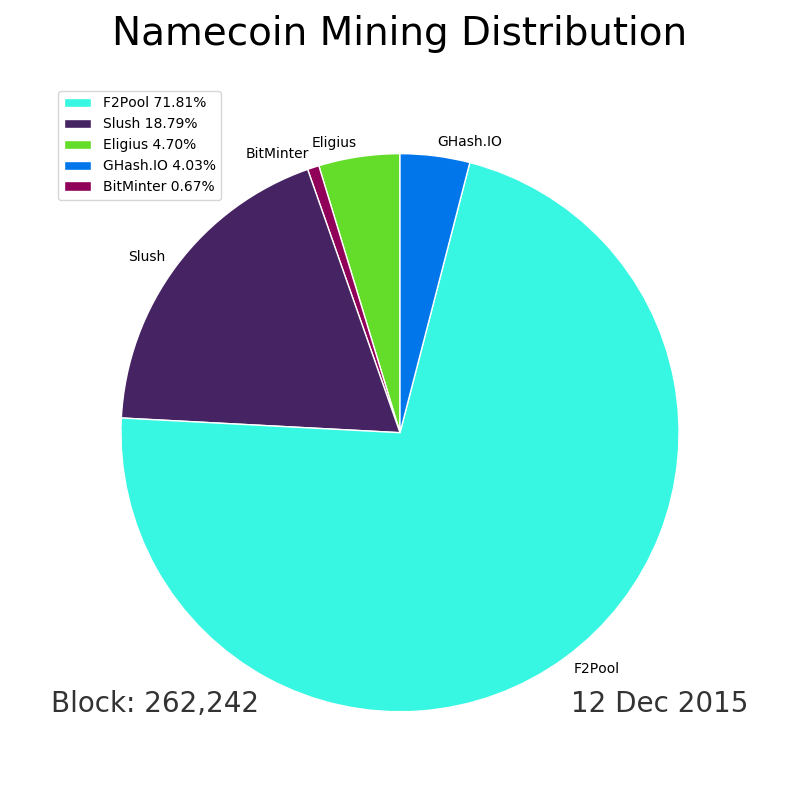 Namecoin Mining Distribution
F2Pool 71.81%
Slush 18.79%
Eligius 4.70%
GHash.IO 4.03%
BitMinter 0.67%
GHash.IO
Eligius
BitMinter
Slush
F2Pool
Block: 262,242
12 Dec 2015